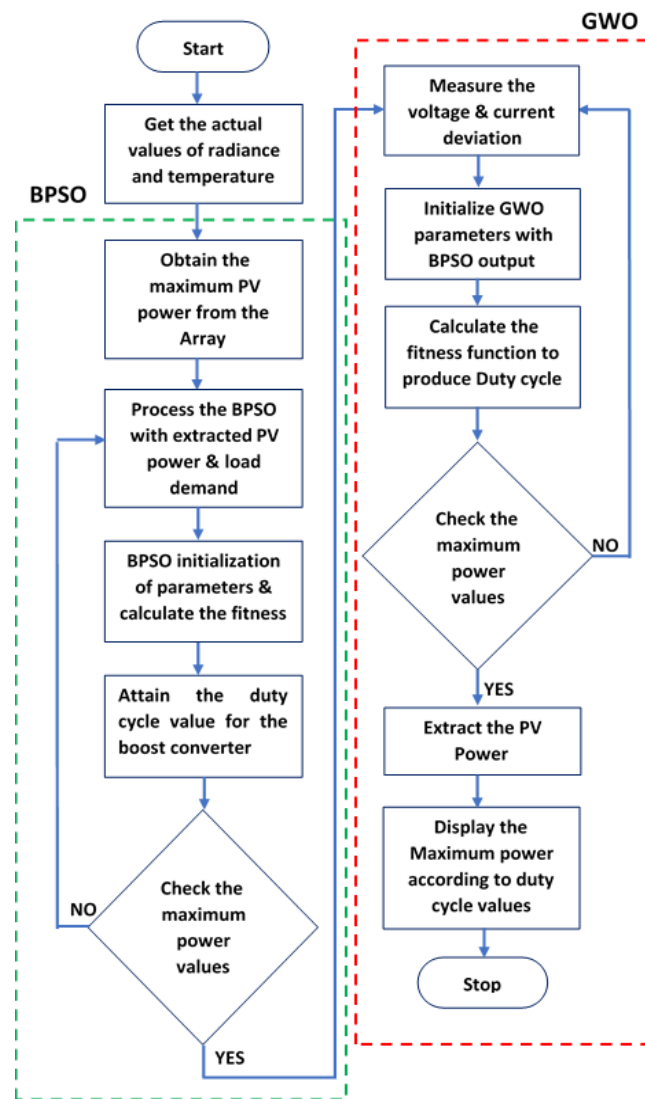 Start
Get the actual
values of radiance
and temperature
BPSO
Obtain the
maximum PV
power from the
Array
Process the BPSO
with extracted PV
power & load
demand
BPSO initialization
of parameters &
calculate the fitness
Attain the duty
cycle value for the
boost converter
Check the
maximum
power
values
NO
YES
GWO
Measure the
voltage & current
deviation
Initialize GWO
parameters with
BPSO output
Calculate the
fitness function to
produce Duty cycle
Check the
maximum
power
values
NO
YES
Extract the PV
Power
Display the
Maximum power
according to duty
cycle values
Stop